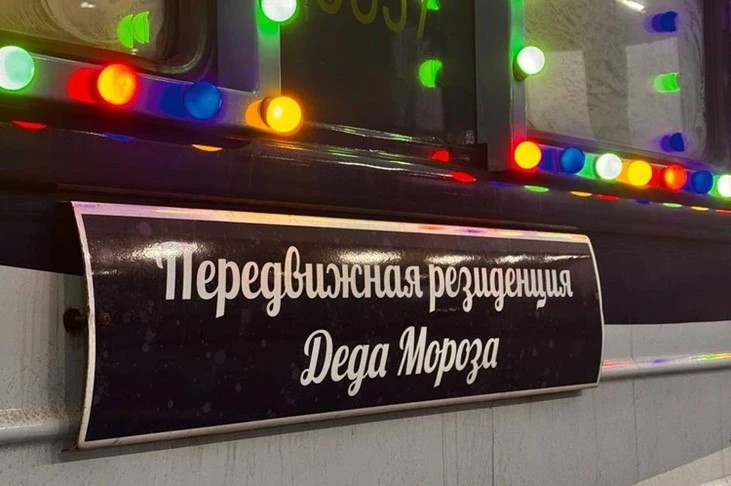 Передвижная резиденция
Деда Мороза